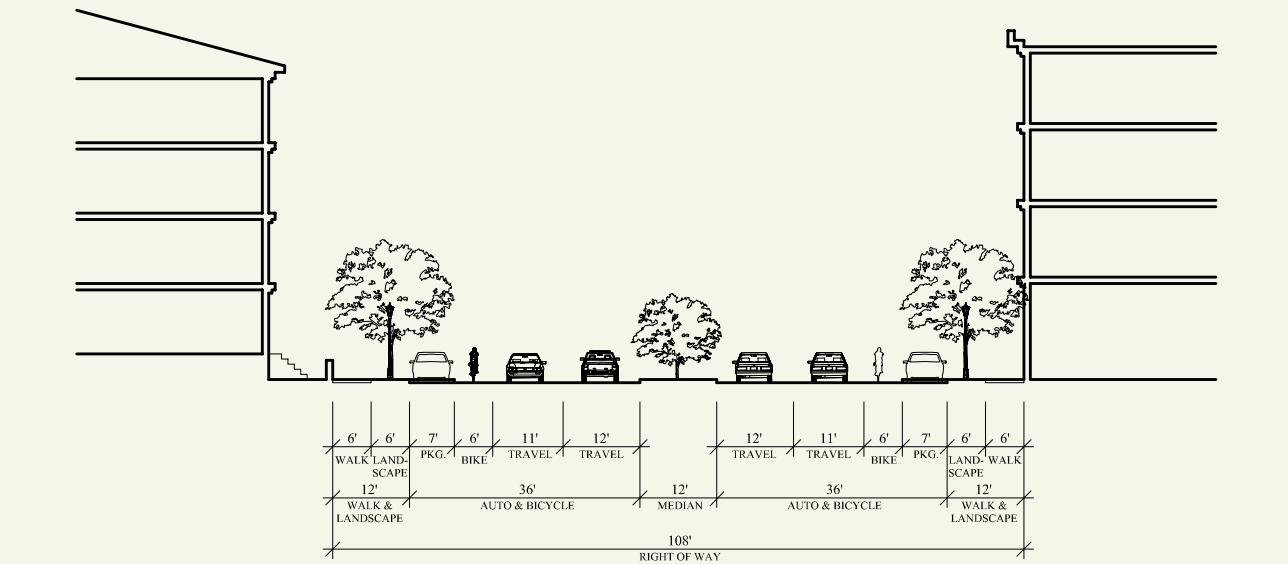 6' 6' 7' 6' 11' 12' 12' 11' 6' 7' 6' 6'
WALK LAND- PKG. BIKE TRAVEL TRAVEL TRAVEL TRAVEL BIKE PKG. LAND- WALK
SCAPE SCAPE
12' 36' 12' 36' 12'
WALK & AUTO & BICYCLE MEDIAN AUTO & BICYCLE WALK &
LANDSCAPE LANDSCAPE
108'
RIGHT OF WAY